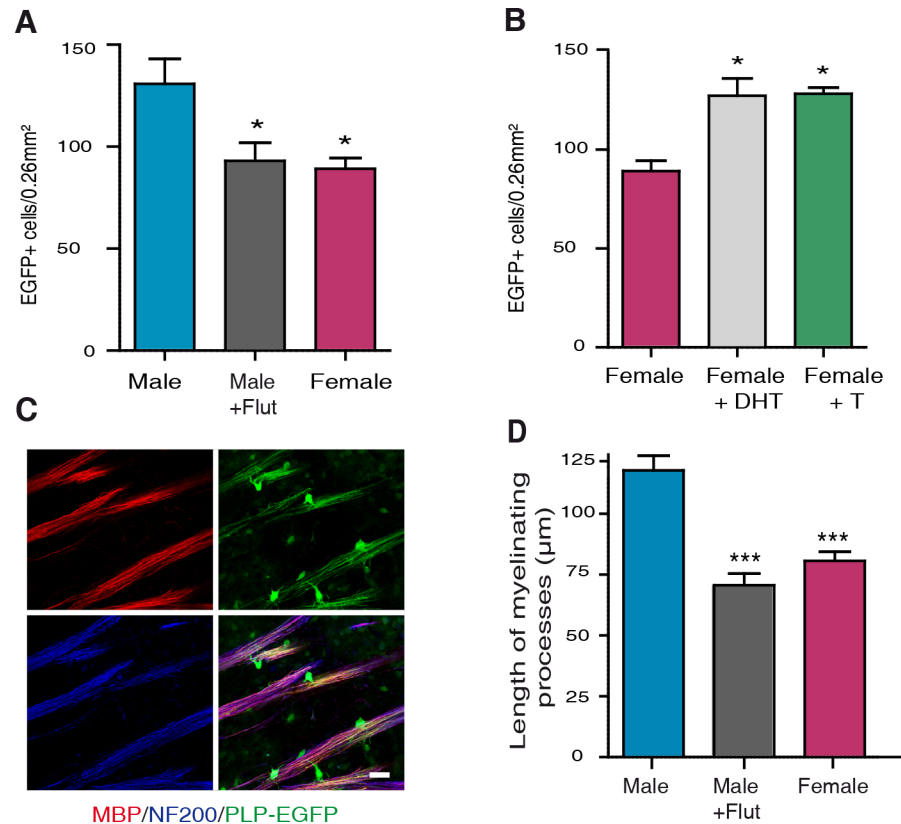 A
EGFP+ cells/0.26mm²
150
100
50
0
*
*
Male
Male
+Flut
Female
B
EGFP+ cells/0.26mm²
150
100
50
0
*
*
Female
Female
+ DHT
Female
+ T
C
MBP/NF200/PLP-EGFP
D
Length of myelinating
processes (µm)
125
100
75
50
25
0
***
***
Male
Male
+Flut
Female